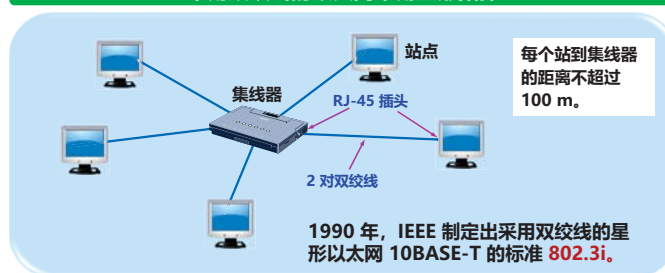 站点
每个站到集线器
的距离不超过
100 m。
集线器
RJ-45 插头
2 对双绞线
1990 年，IEEE 制定出采用双绞线的星
形以太网 10BASE-T 的标准 802.3i。